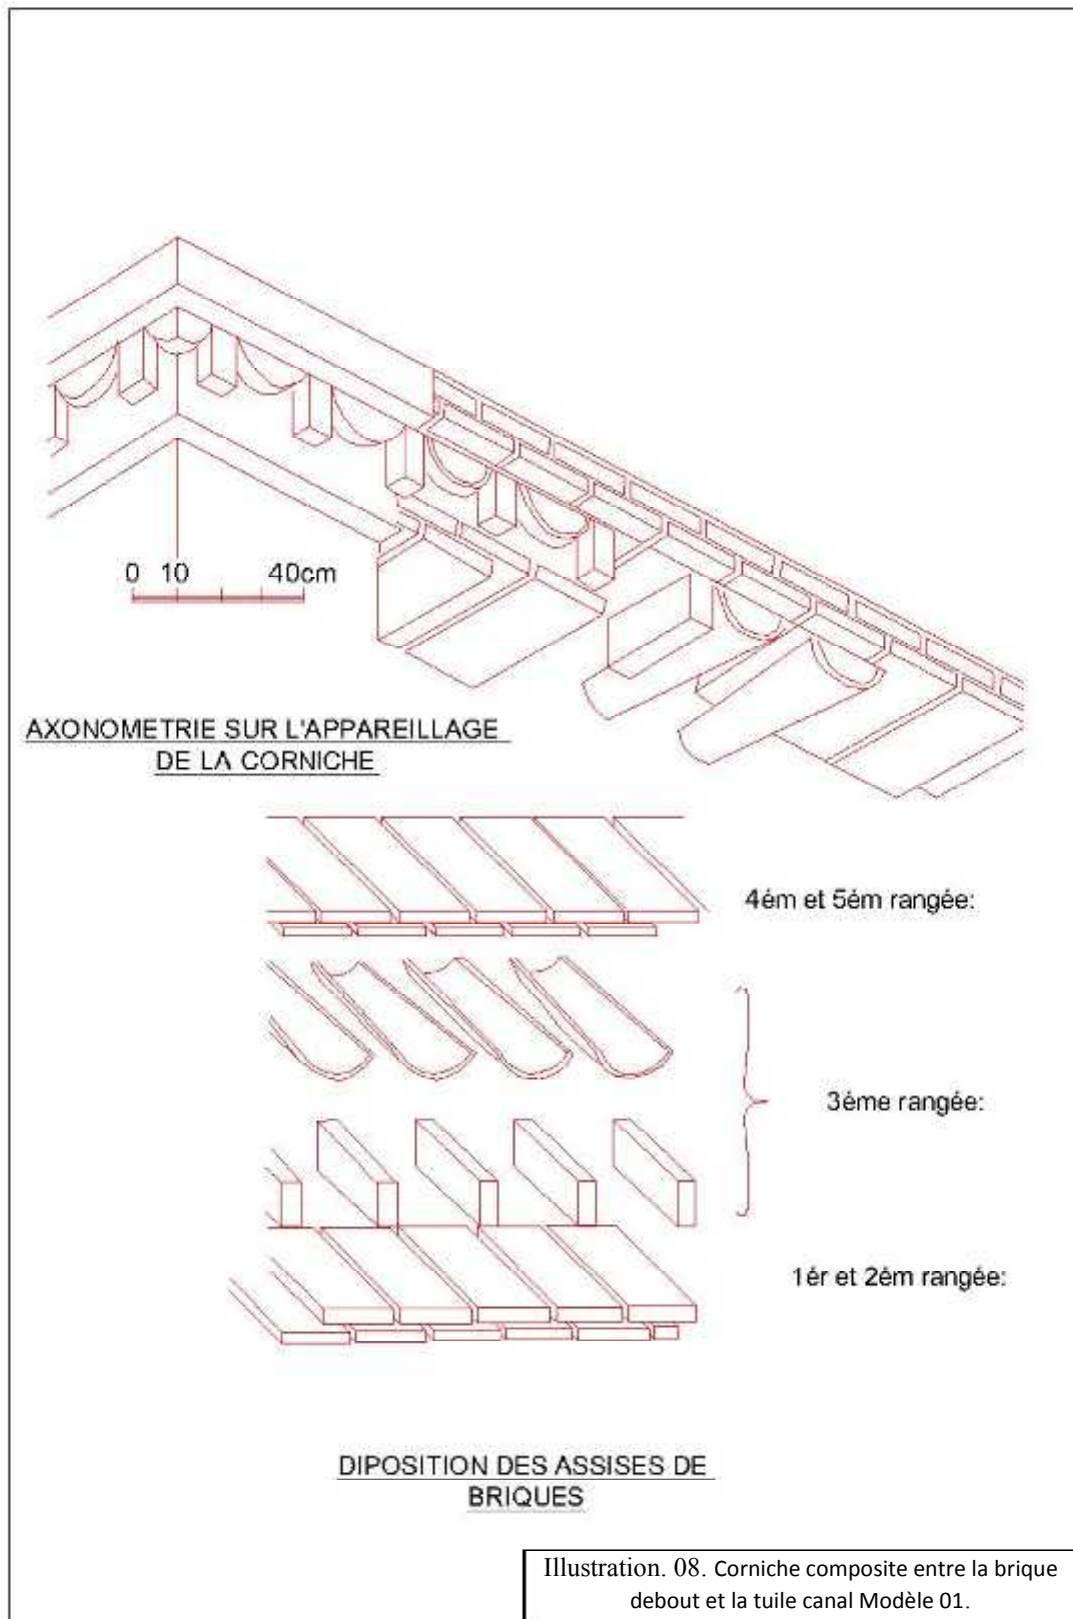 0 10 40cm
AXONOMETRIE SUR L'APPAREILLAGE
DE LA CORNICHE
4ém et 5ém rangée:
3éme rangée:
1ér et 2ém rangée:
DIPOSITION DES ASSISES DE
BRIQUES
Illustration. 08. Corniche composite entre la brique
debout et la tuile canal Modèle 01.